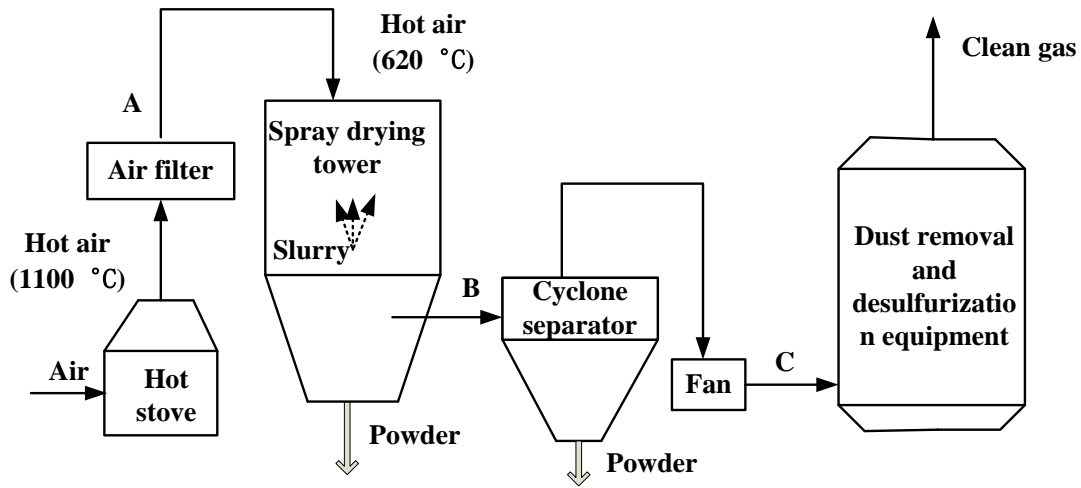 Hot air
(620 °C)
Clean gas
A
Spray drying
tower
Air filter
Slurry
Hot air
(1100 °C)
Dust removal
and
desulfurizatio
n equipment
B
Cyclone
separator
C
Air
Hot
stove
Fan
Powder
Powder